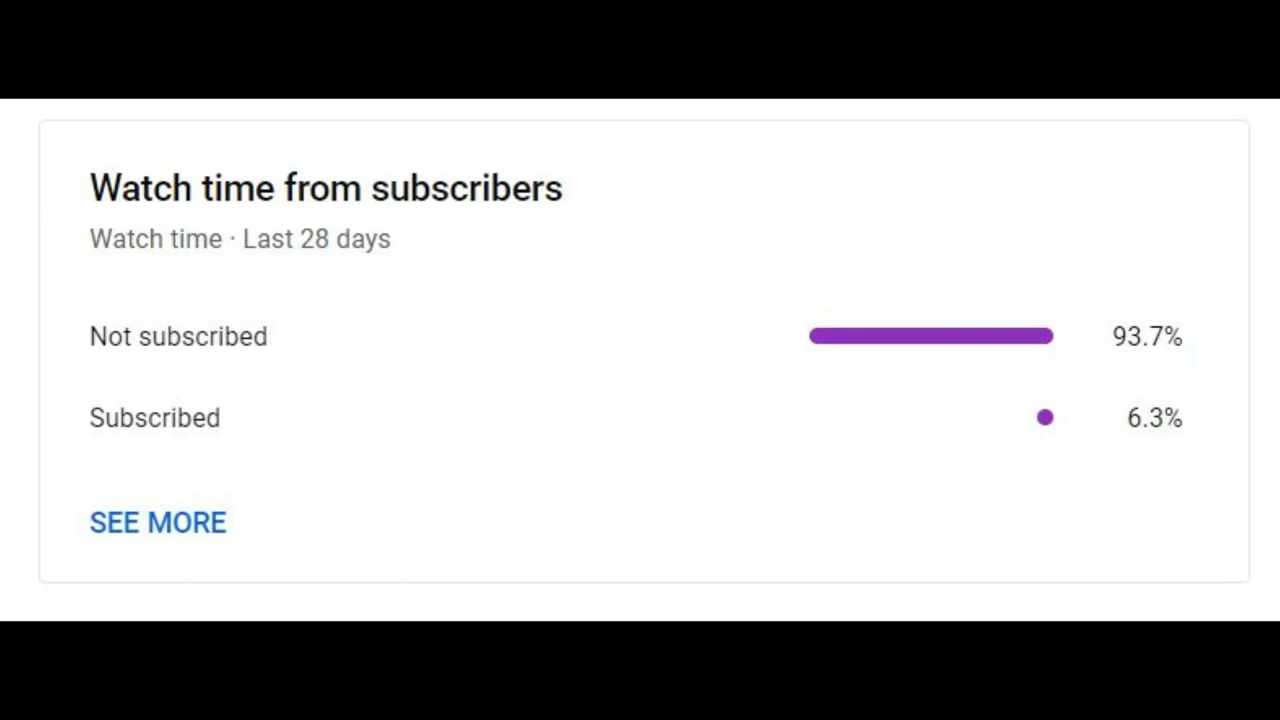 Watch time from subscribers
Watch time · Last 28 days
Not subscribed 93.7%
Subscribed 6.3%
SEE MORE